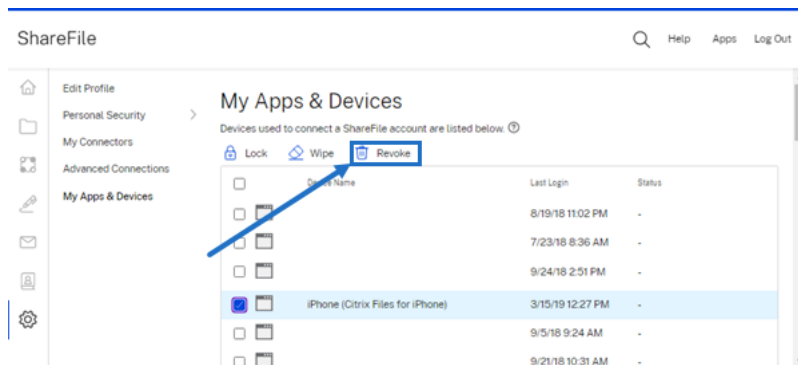 ShareFile
Help Apps Log Out
Edit Profile
Personal Security
My Connectors
Advanced Connections
My Apps & Devices
My Apps & Devices
Devices used to connect a ShareFile account are listed below.
Lock Wipe Revoke
Device Name Last Login Status
8/19/18 11:02 PM -
7/23/18 8:36 AM -
9/24/18 2:51 PM -
iPhone (Citrix Files for iPhone) 3/15/19 12:27 PM -
9/5/18 9:24 AM -
9/21/18 10:31 AM -